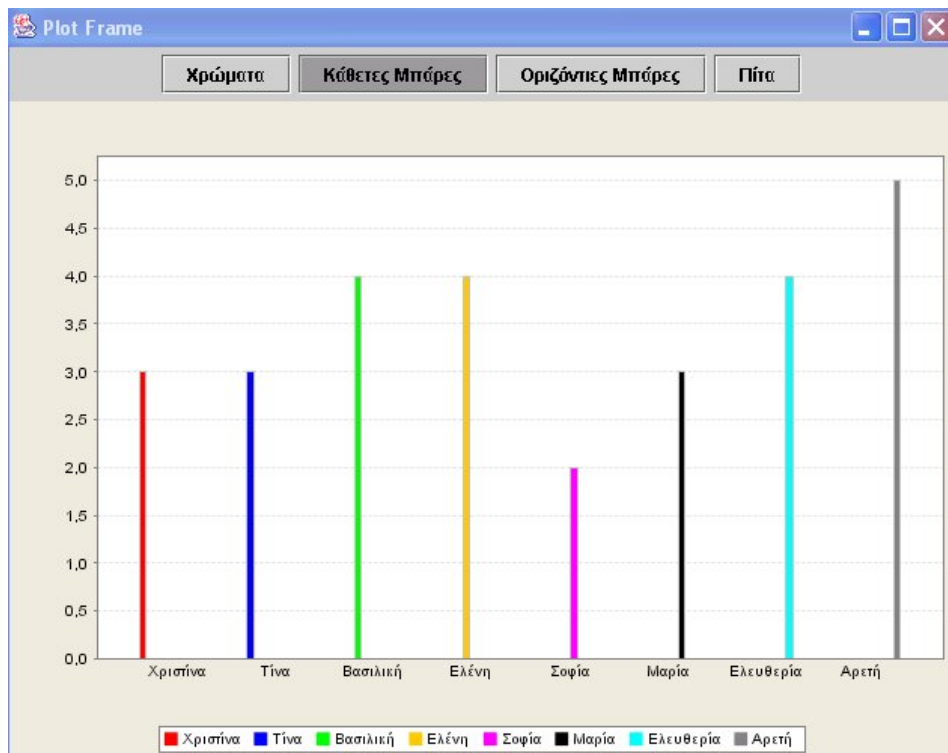 Plot Frame
Χρώματα Κάθετες Μπάρες Οριζόντιες Μπάρες Πίτα
5,0
4,5
4,0
3,5
3,0
2,5
2,0
1,5
1,0
0,5
0,0
Χριστίνα Τίνα Βασιλική Ελένη Σοφία Μαρία Ελευθερία Αρετή
Χριστίνα Τίνα Βασιλική Ελένη Σοφία Μαρία Ελευθερία Αρετή